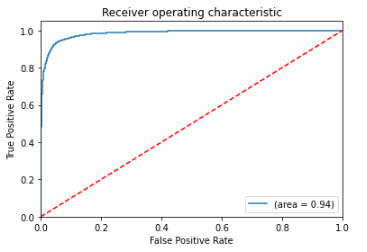 Receiver operating characteristic
1.0
0.8
0.6
0.4
0.2
0.0
True Positive Rate
(area = 0.94)
0.0 0.2 0.4 0.6 0.8 1.0
False Positive Rate